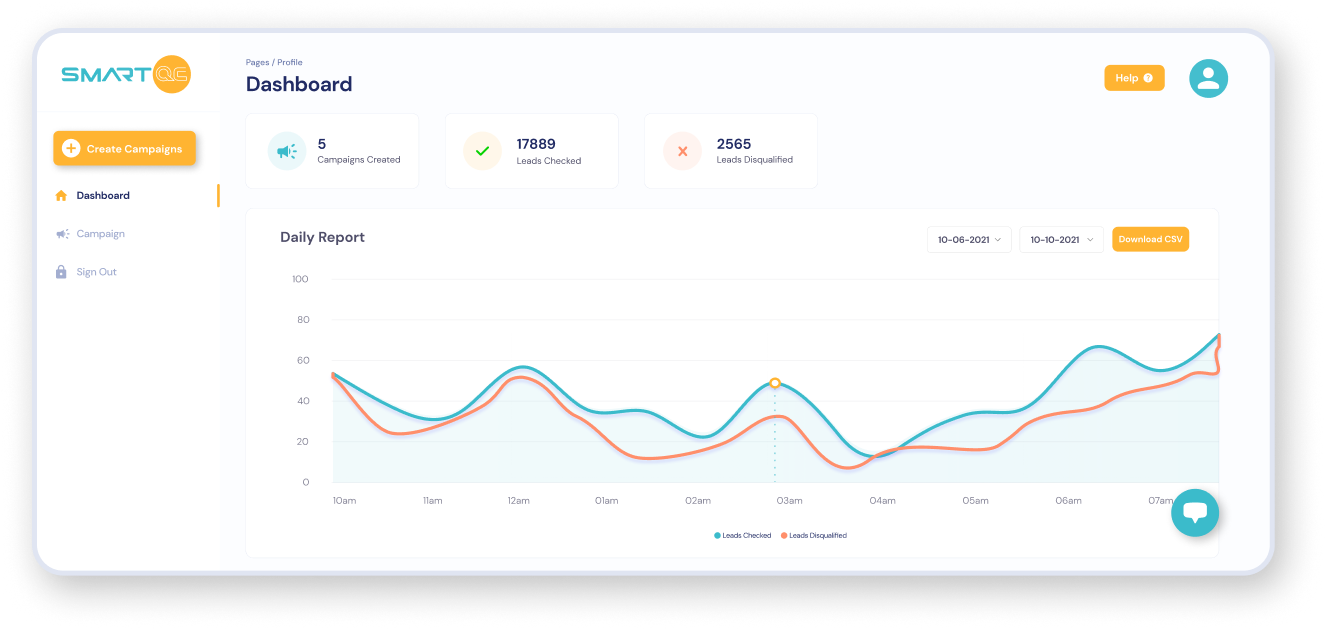 SMARTQC
Create Campaigns
Dashboard
Campaign
Sign Out
Pages / Profile
Dashboard
Help ?
5
Campaigns Created
17889
Leads Checked
2565
Leads Disqualified
Daily Report
10-06-2021
10-10-2021
Download CSV
100
80
60
40
20
0
10am 11am 12am 01am 02am 03am 04am 05am 06am 07am
Leads Checked Leads Disqualified